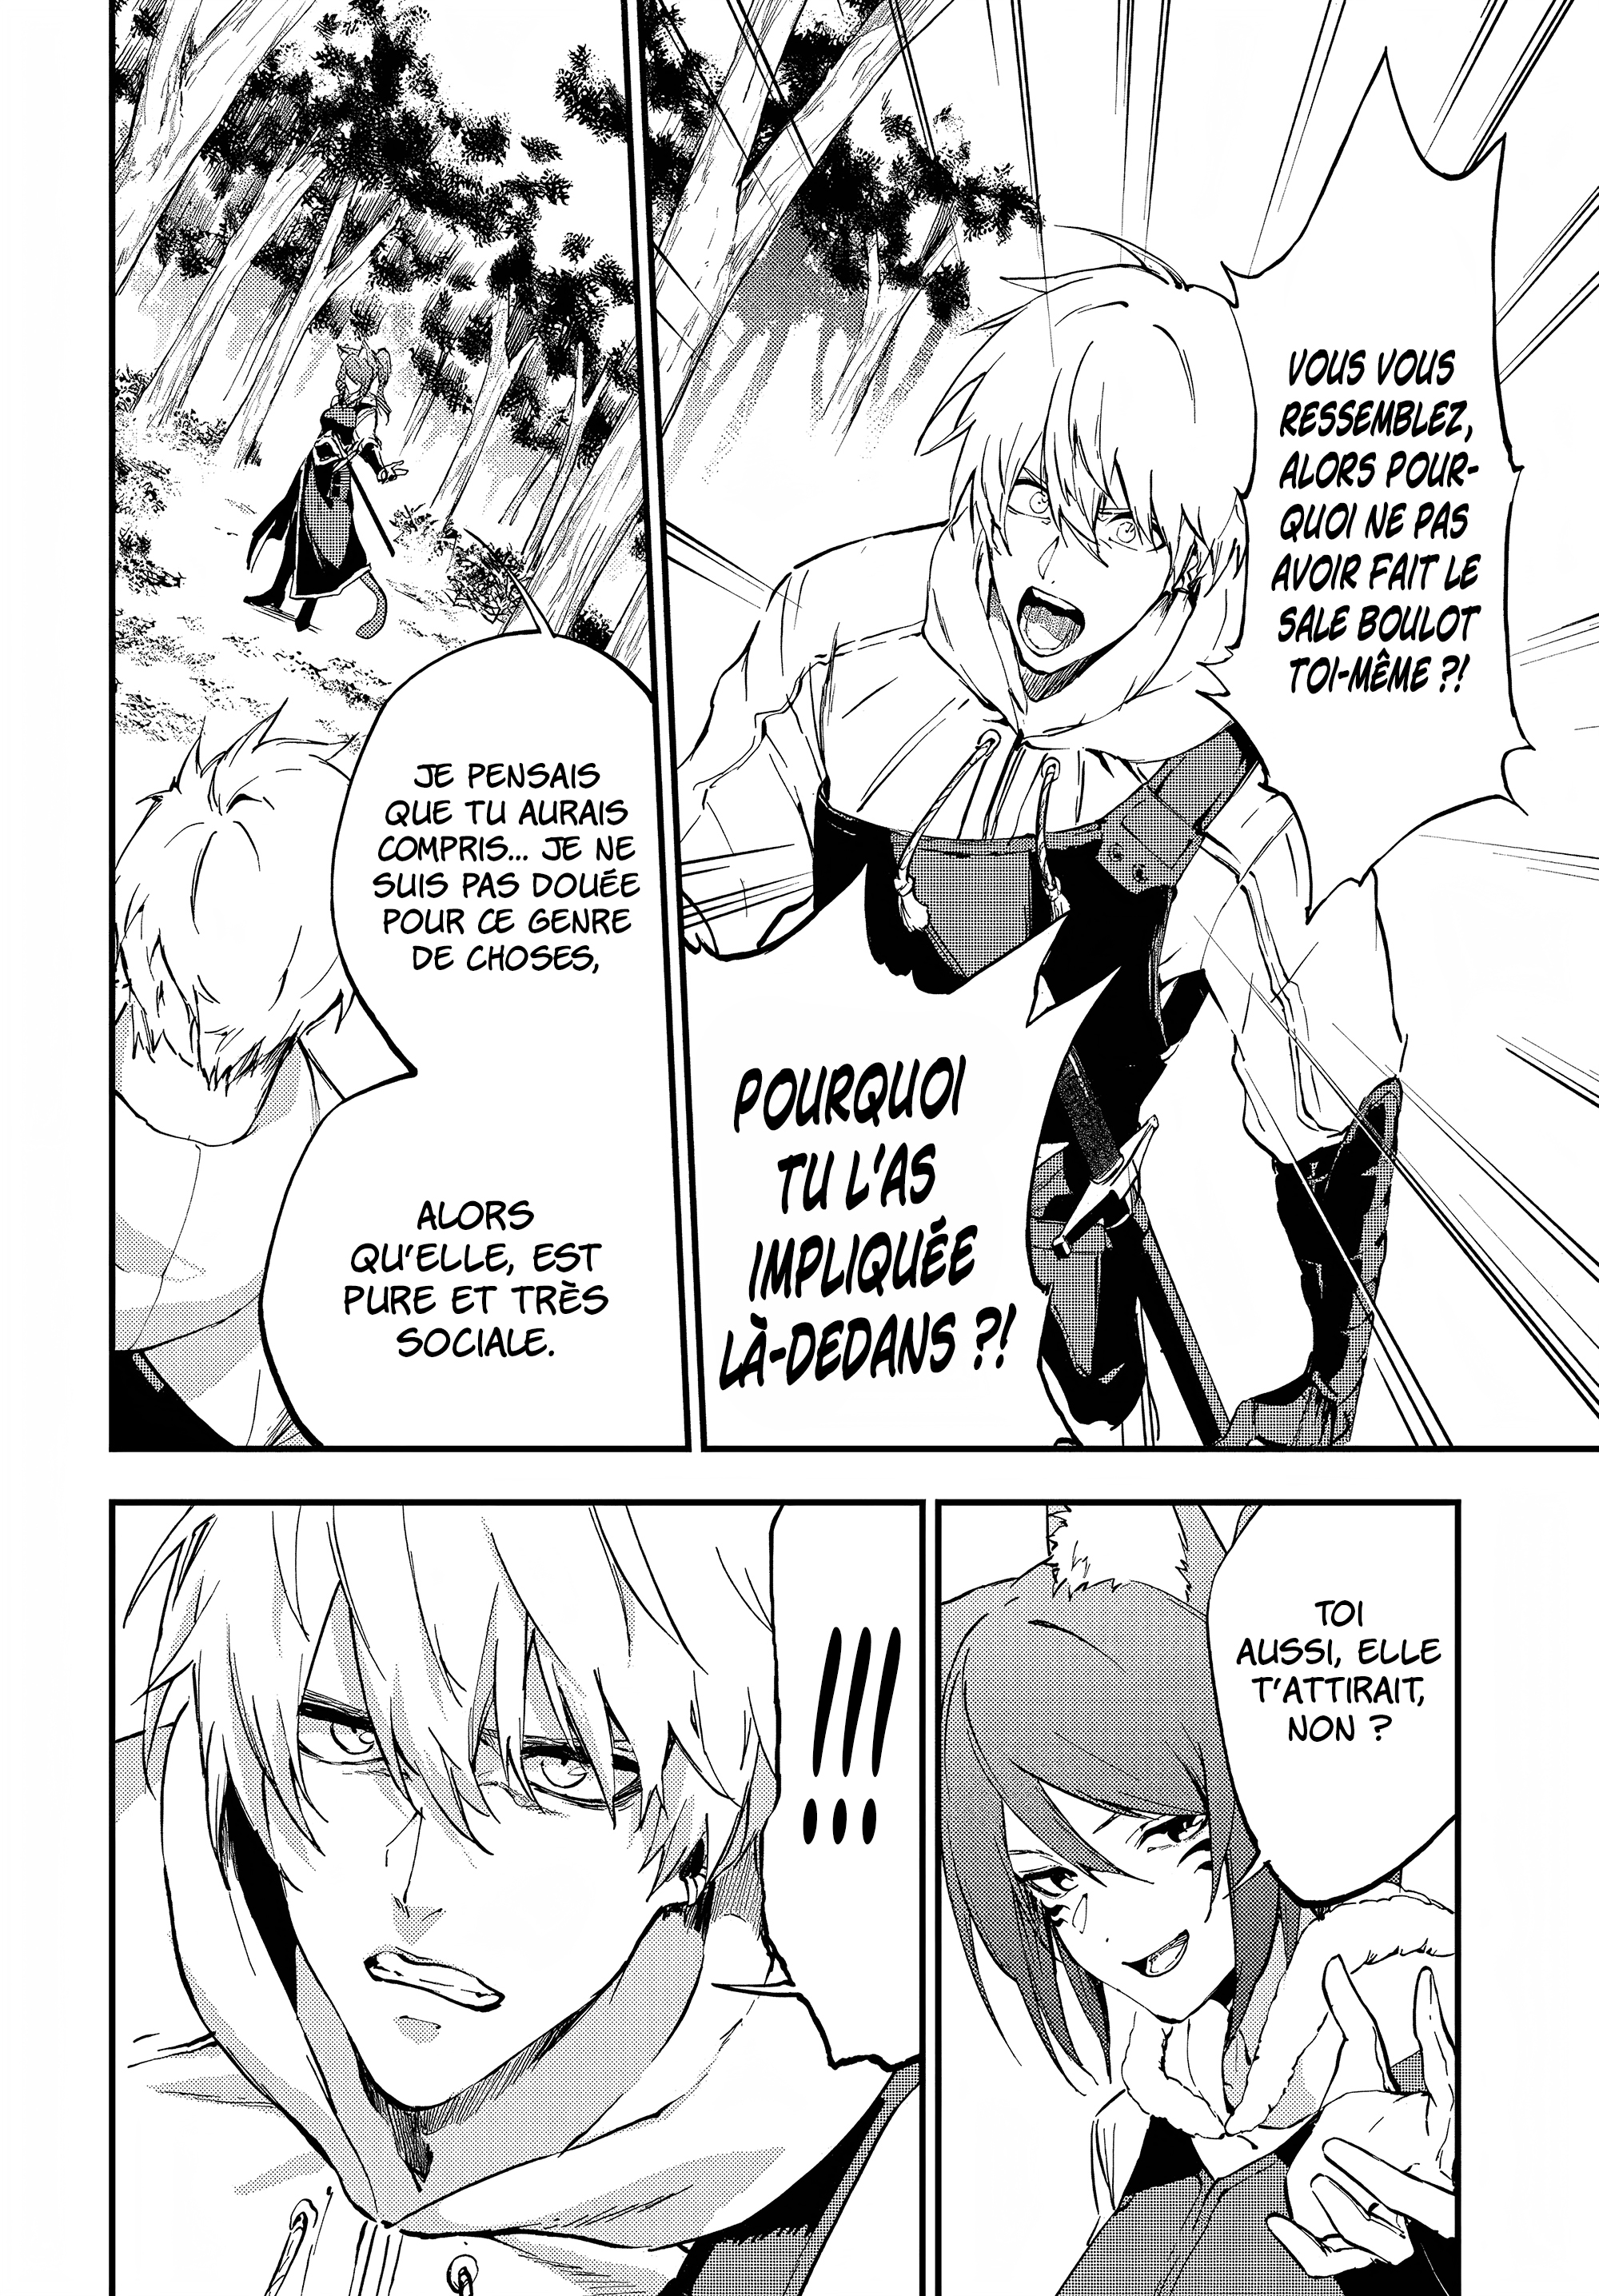 VOUS VOUS
RESSEMBLEZ,
ALORS POUR-
QUOI NE PAS
AVOIR FAIT LE
SALE BOULOT
TOI-MÊME ?!
POURQUOI
TU L'AS
IMPLIQUÉE
LÀ-DEDANS ?!
JE PENSAIS
QUE TU AURAIS
COMPRIS... JE NE
SUIS PAS DOUÉE
POUR CE GENRE
DE CHOSES,
ALORS
QU'ELLE, EST
PURE ET TRÈS
SOCIALE.
TOI
AUSSI, ELLE
T'ATTIRAIT,
NON ?
!!!